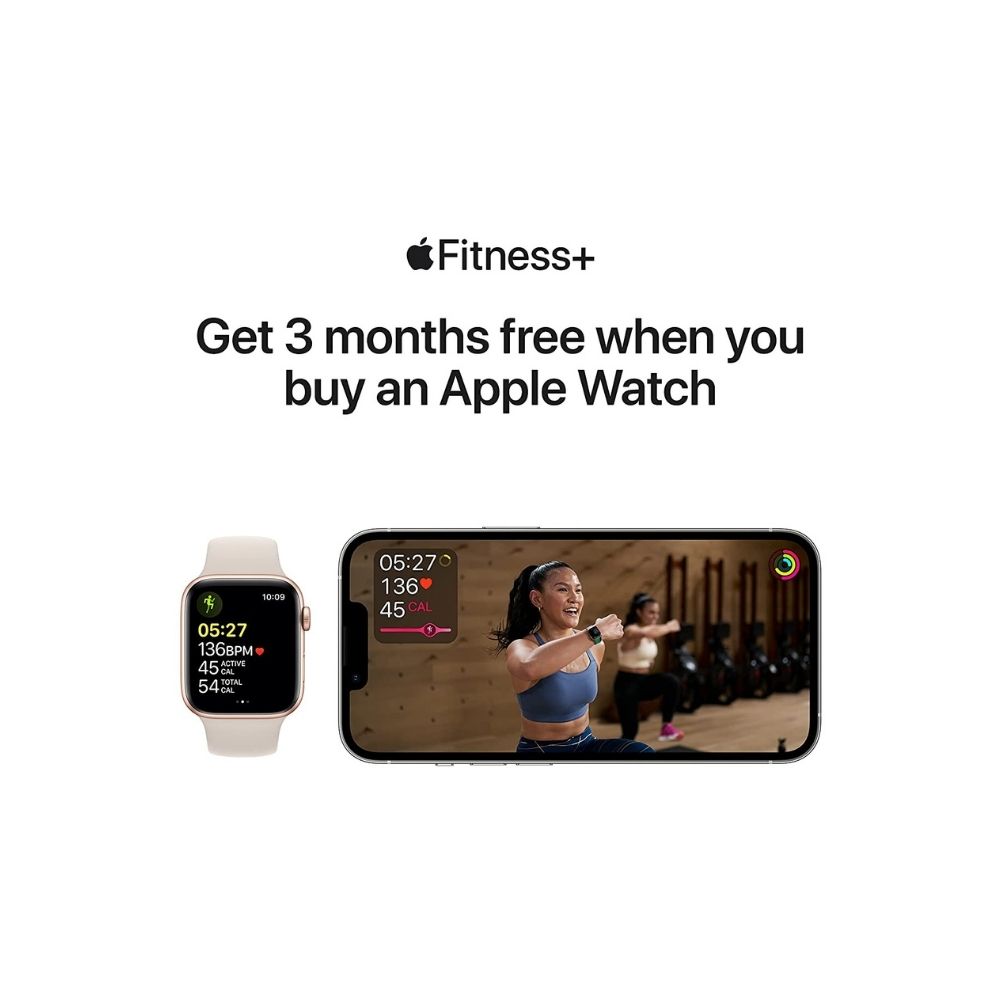 Fitness+
Get 3 months free when you
buy an Apple Watch
10:09
05:27
136BPM
45 ACTIVE CAL
54 TOTAL CAL
05:27
136
45 CAL